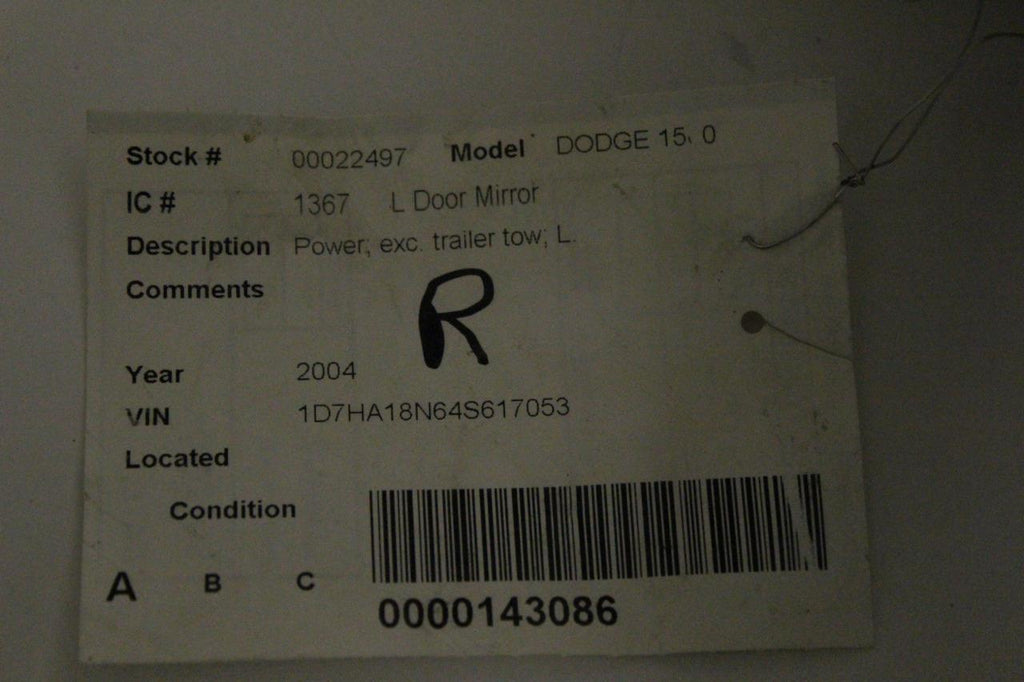 Stock # 00022497 Model DODGE 15 0
IC # 1367 L Door Mirror
Description Power; exc. trailer tow; L.
Comments
R
Year 2004
VIN 1D7HA18N64S617053
Located
Condition
A B C
0000143086